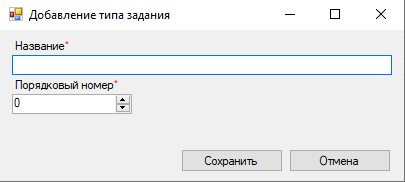 Добавление типа задания
Название*
Порядковый номер*
0
Сохранить Отмена